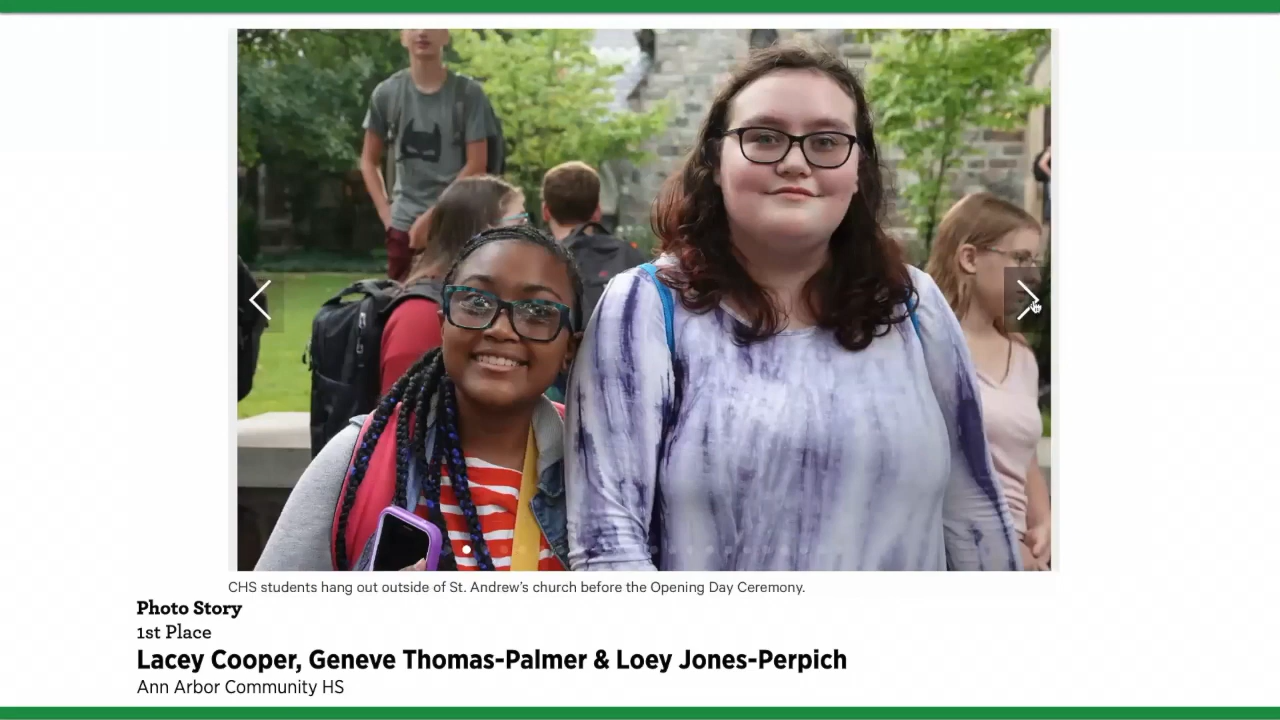 CHS students hang out outside of St. Andrew's church before the Opening Day Ceremony.
Photo Story
1st Place
Lacey Cooper, Geneve Thomas-Palmer & Loey Jones-Perpich
Ann Arbor Community HS